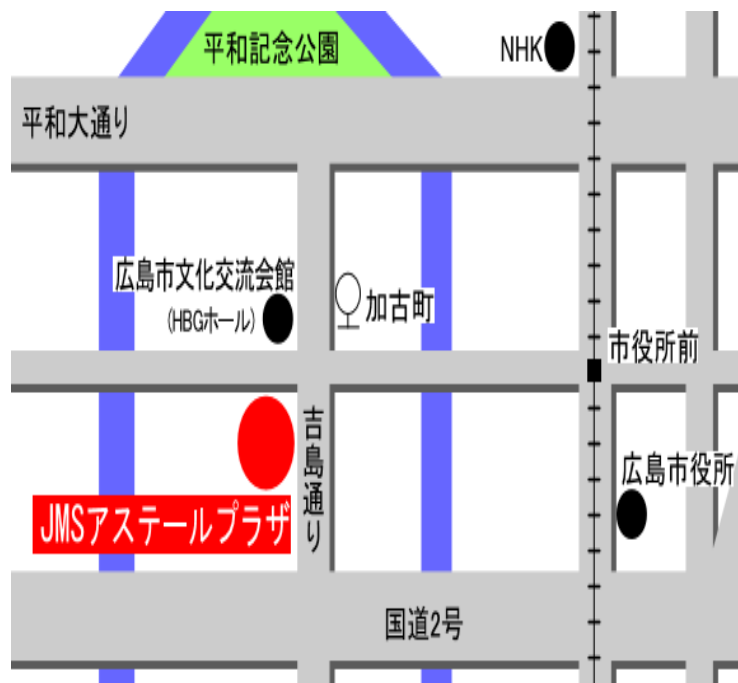 平和記念公園
NHK
平和大通り
広島市文化交流会館
(HBGホール)
加古町
市役所前
吉島通り
広島市役所
JMSアステールプラザ
国道2号